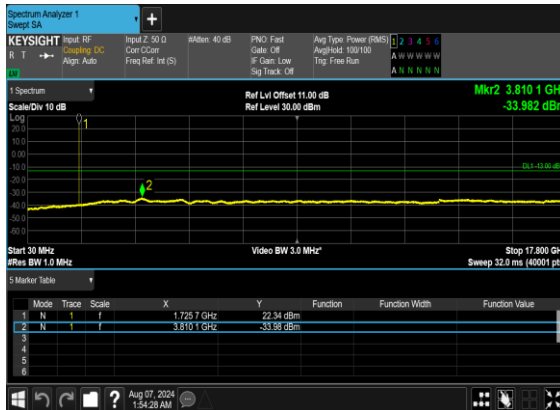 Spectrum Analyzer 1
Swept SA
+
KEYSIGHT Input: RF Input Z: 50 Ω #Atten: 40 dB PNO: Fast Avg Type: Power (RMS) 1 2 3 4 5 6
R T Coupling: DC Corr CCorr Gate: Off Avg|Hold: 100/100 A W W W W W
Align: Auto Freq Ref: Int (S) IF Gain: Low Trig: Free Run
Sig Track: Off A N N N N N
1 Spectrum Ref Lvl Offset 11.00 dB Mkr2 3.810 1 GH
Scale/Div 10 dB Ref Level 30.00 dBm -33.982 dBr
Log
1
20.0
10.0
0.00
-10.0
DL1 -13.00 dB
-20.0
2
-30.0
-40.0
-50.0
-60.0
Start 30 MHz Video BW 3.0 MHz* Stop 17.800 GH
#Res BW 1.0 MHz Sweep 32.0 ms (40001 pt
5 Marker Table
Mode Trace Scale X Y Function Function Width Function Value
1 N 1 f 1.725 7 GHz 22.34 dBm
2 N 1 f 3.810 1 GHz -33.98 dBm
3
4
5
6
? Aug 07, 2024
1:54:28 AM